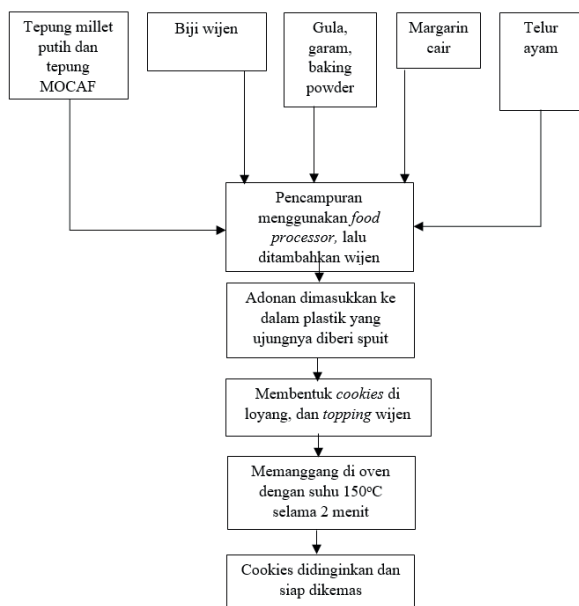 Tepung millet
putih dan
tepung
MOCAF
Biji wijen
Gula,
garam,
baking
powder
Margarin
cair
Telur
ayam
Pencampuran
menggunakan food
processor, lalu
ditambahkan wijen
Adonan dimasukkan ke
dalam plastik yang
ujungnya diberi spuit
Membentuk cookies di
loyang, dan topping wijen
Memanggang di oven
dengan suhu 150°C
selama 2 menit
Cookies didinginkan dan
siap dikemas